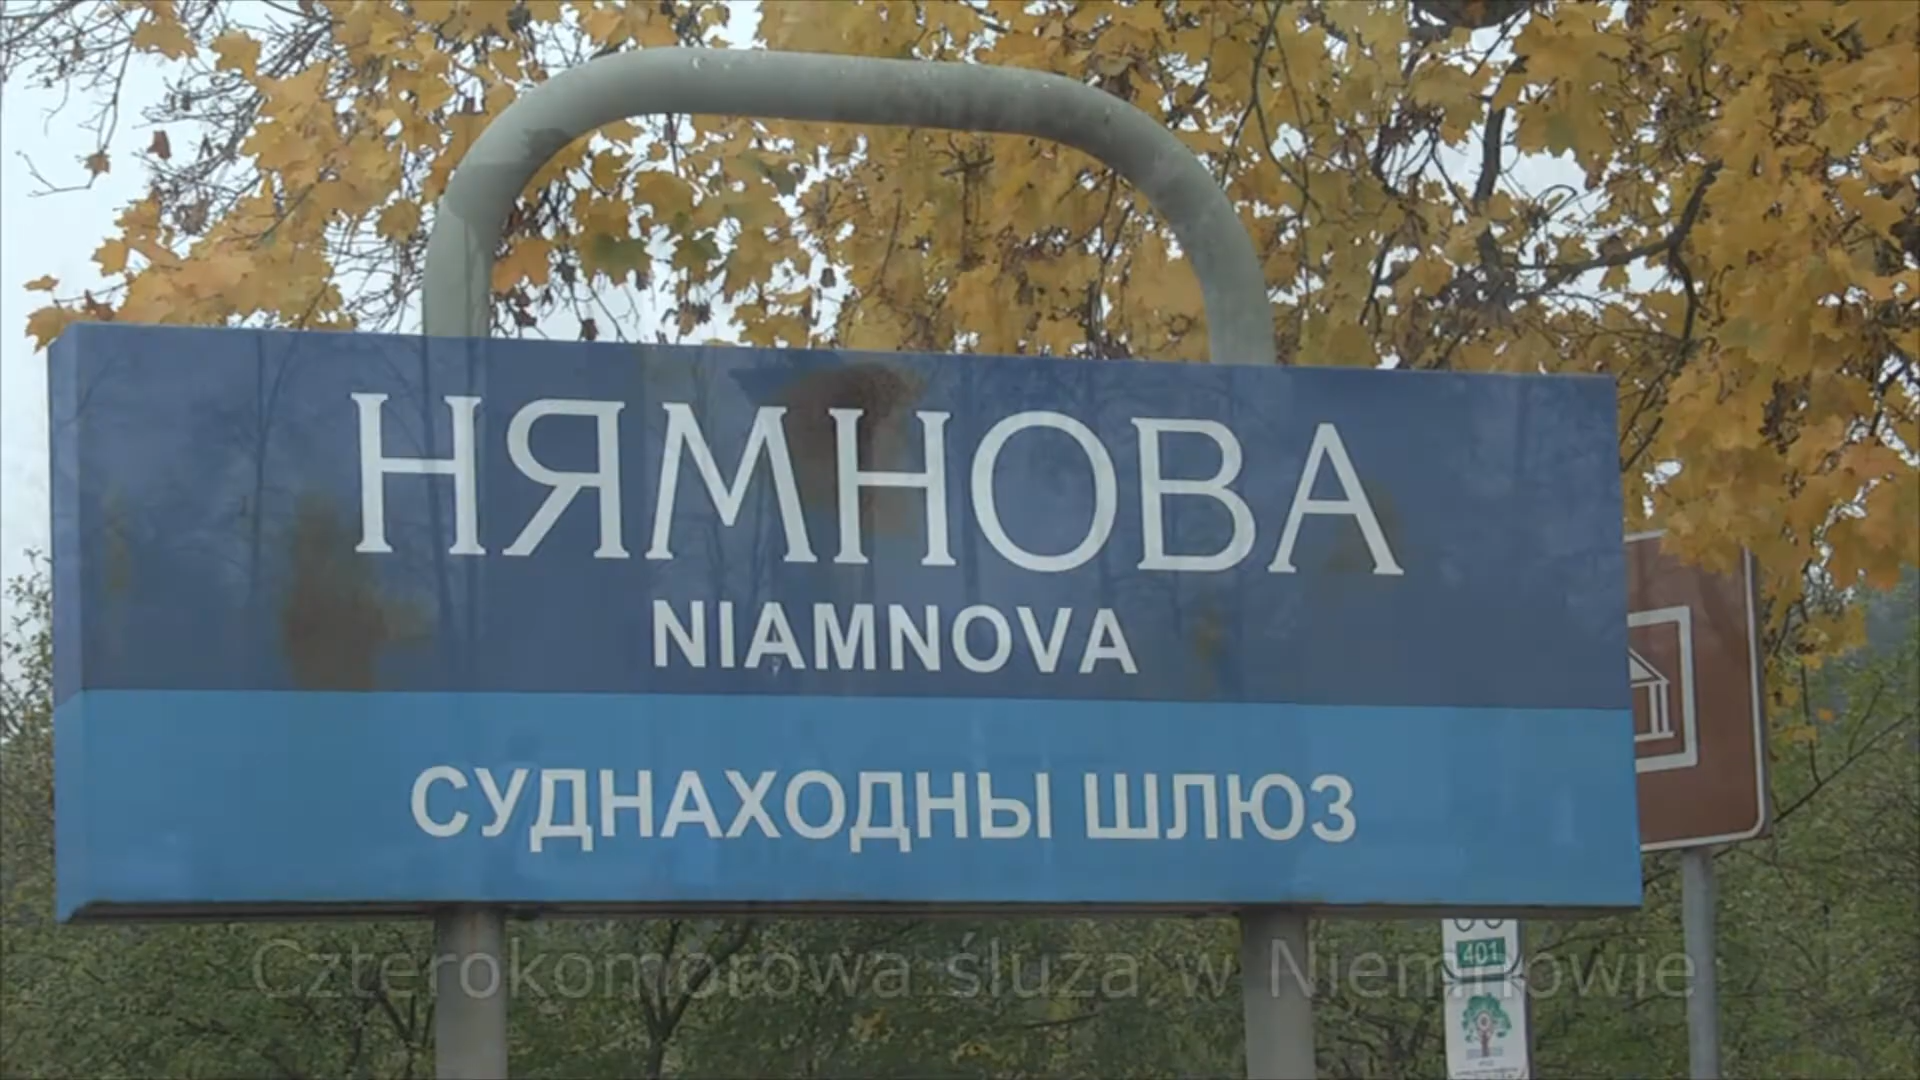 НЯМНОВА
NIAMNOVA
СУДНАХОДНЫ ШЛЮЗ
Czterokomorowa śluza w Niemnowie
401